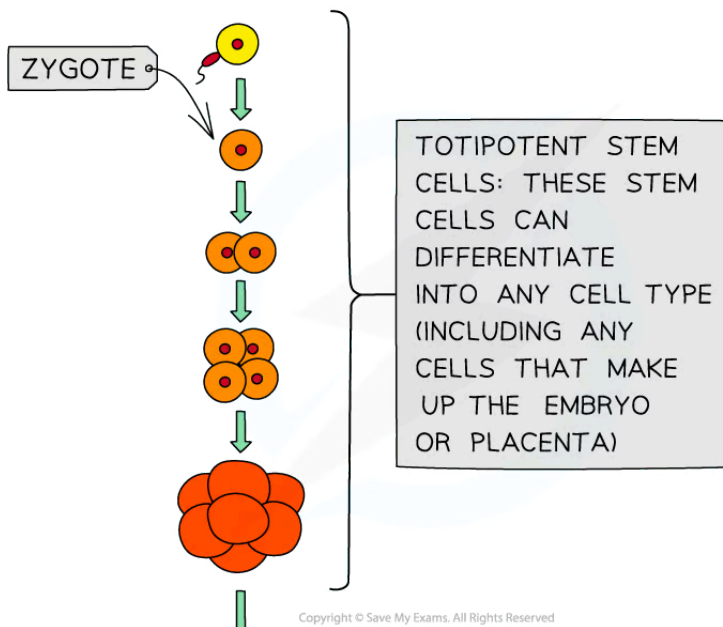 ZYGOTE
TOTIPOTENT STEM
CELLS: THESE STEM
CELLS CAN
DIFFERENTIATE
INTO ANY CELL TYPE
(INCLUDING ANY
CELLS THAT MAKE
UP THE EMBRYO
OR PLACENTA)
Copyright © Save My Exams. All Rights Reserved